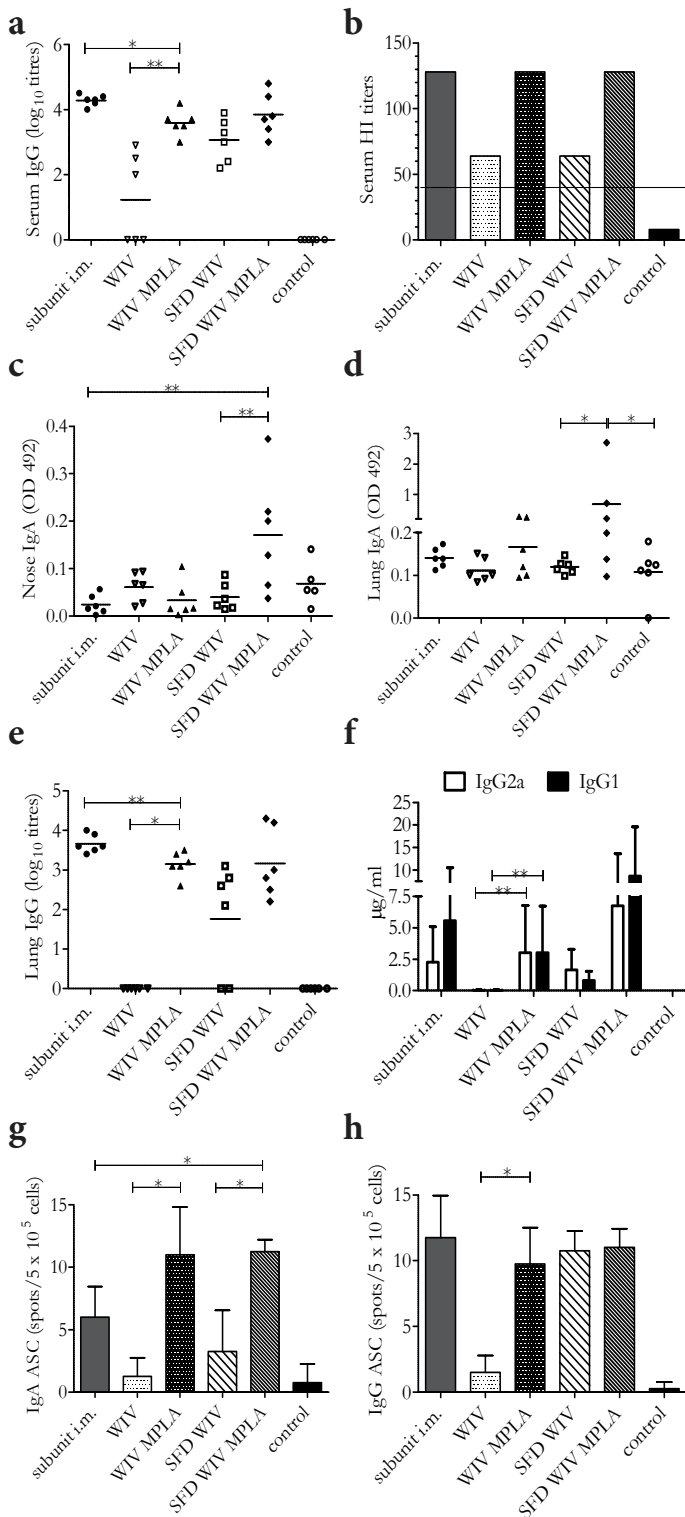 a
Serum IgG (log10 titres)
6
4
2
0
*
**
subunit i.m.
WIV
WIV MPLA
SFD WIV
SFD WIV MPLA
control
b
Serum HI titers
150
100
50
0
subunit i.m.
WIV
WIV MPLA
SFD WIV
SFD WIV MPLA
control
c
Nose IgA (OD 492)
0.4
0.3
0.2
0.1
0.0
**
**
subunit i.m.
WIV
WIV MPLA
SFD WIV
SFD WIV MPLA
control
d
Lung IgA (OD 492)
3
2
1
0.2
0.1
0.0
*
*
subunit i.m.
WIV
WIV MPLA
SFD WIV
SFD WIV MPLA
control
e
Lung IgG (log10 titres)
5
4
3
2
1
0
**
*
subunit i.m.
WIV
WIV MPLA
SFD WIV
SFD WIV MPLA
control
f
IgG2a IgG1
µg/ml
25
20
15
10
7.5
5.0
2.5
0.0
**
**
subunit i.m.
WIV
WIV MPLA
SFD WIV
SFD WIV MPLA
control
g
IgA ASC (spots/5 x 10 5 cells)
15
10
5
0
*
*
*
subunit i.m.
WIV
WIV MPLA
SFD WIV
SFD WIV MPLA
control
h
IgG ASC (spots/5 x 10 5 cells)
15
10
5
0
*
subunit i.m.
WIV
WIV MPLA
SFD WIV
SFD WIV MPLA
control